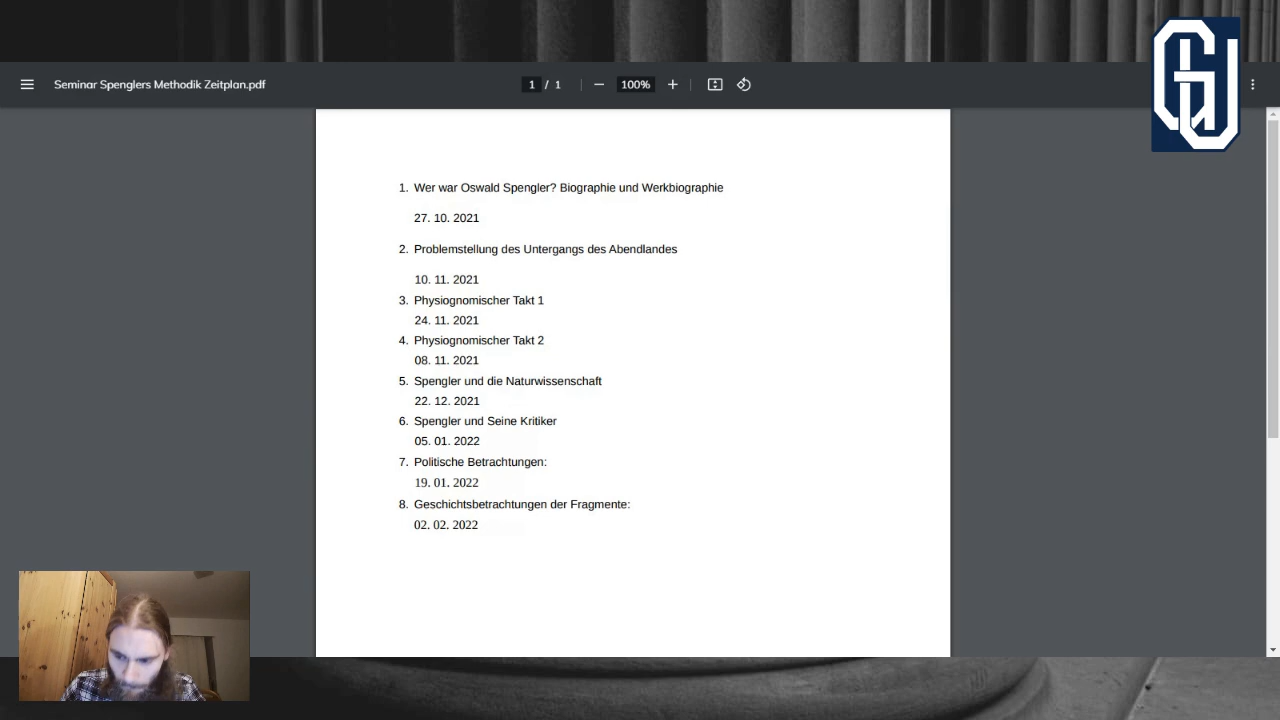 Seminar Spenglers Methodik Zeitplan.pdf
1 / 1
100%
1. Wer war Oswald Spengler? Biographie und Werkbiographie
27. 10. 2021
2. Problemstellung des Untergangs des Abendlandes
10. 11. 2021
3. Physiognomischer Takt 1
24. 11. 2021
4. Physiognomischer Takt 2
08. 11. 2021
5. Spengler und die Naturwissenschaft
22. 12. 2021
6. Spengler und Seine Kritiker
05. 01. 2022
7. Politische Betrachtungen:
19. 01. 2022
8. Geschichtsbetrachtungen der Fragmente:
02. 02. 2022